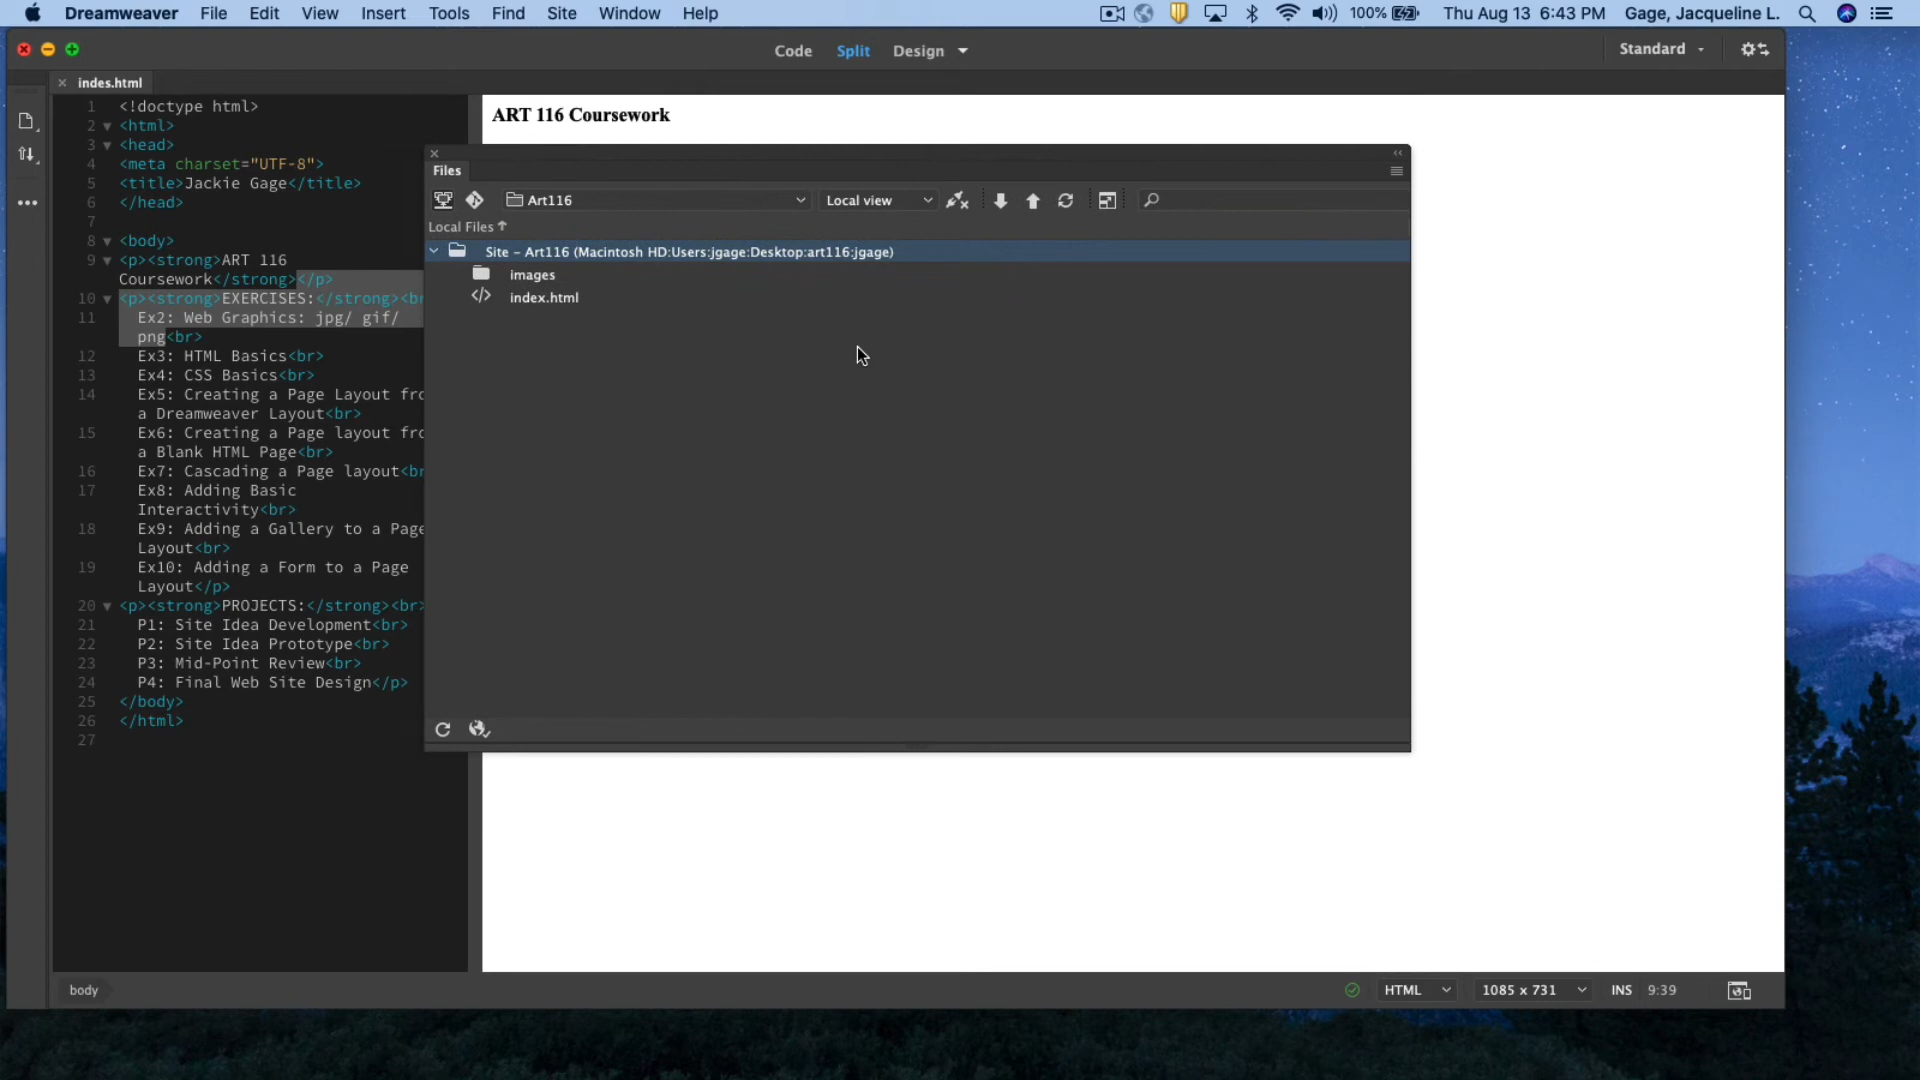 Dreamweaver File Edit View Insert Tools Find Site Window Help 100% Thu Aug 13 6:43 PM Gage, Jacqueline L.
Code Split Design Standard
indes.html
1 <!doctype html>
2 <html>
3 <head>
4 <meta charset="UTF-8">
5 <title>Jackie Gage</title>
6 </head>
7
8 <body>
9 <p><strong>ART 116
Coursework</strong></p>
10 <p><strong>EXERCISES:</strong><br
11 Ex2: Web Graphics: jpg/ gif/
png<br>
12 Ex3: HTML Basics<br>
13 Ex4: CSS Basics<br>
14 Ex5: Creating a Page Layout fro
a Dreamweaver Layout<br>
15 Ex6: Creating a Page layout fro
a Blank HTML Page<br>
16 Ex7: Cascading a Page layout<br
17 Ex8: Adding Basic
Interactivity<br>
18 Ex9: Adding a Gallery to a Page
Layout<br>
19 Ex10: Adding a Form to a Page
Layout</p>
20 <p><strong>PROJECTS:</strong><br>
21 P1: Site Idea Development<br>
22 P2: Site Idea Prototype<br>
23 P3: Mid-Point Review<br>
24 P4: Final Web Site Design</p>
25 </body>
26 </html>
27
ART 116 Coursework
Files
Art116 Local view
Local Files
Site – Art116 (Macintosh HD:Users:jgage:Desktop:art116:jgage)
images
index.html
body HTML 1085 x 731 INS 9:39